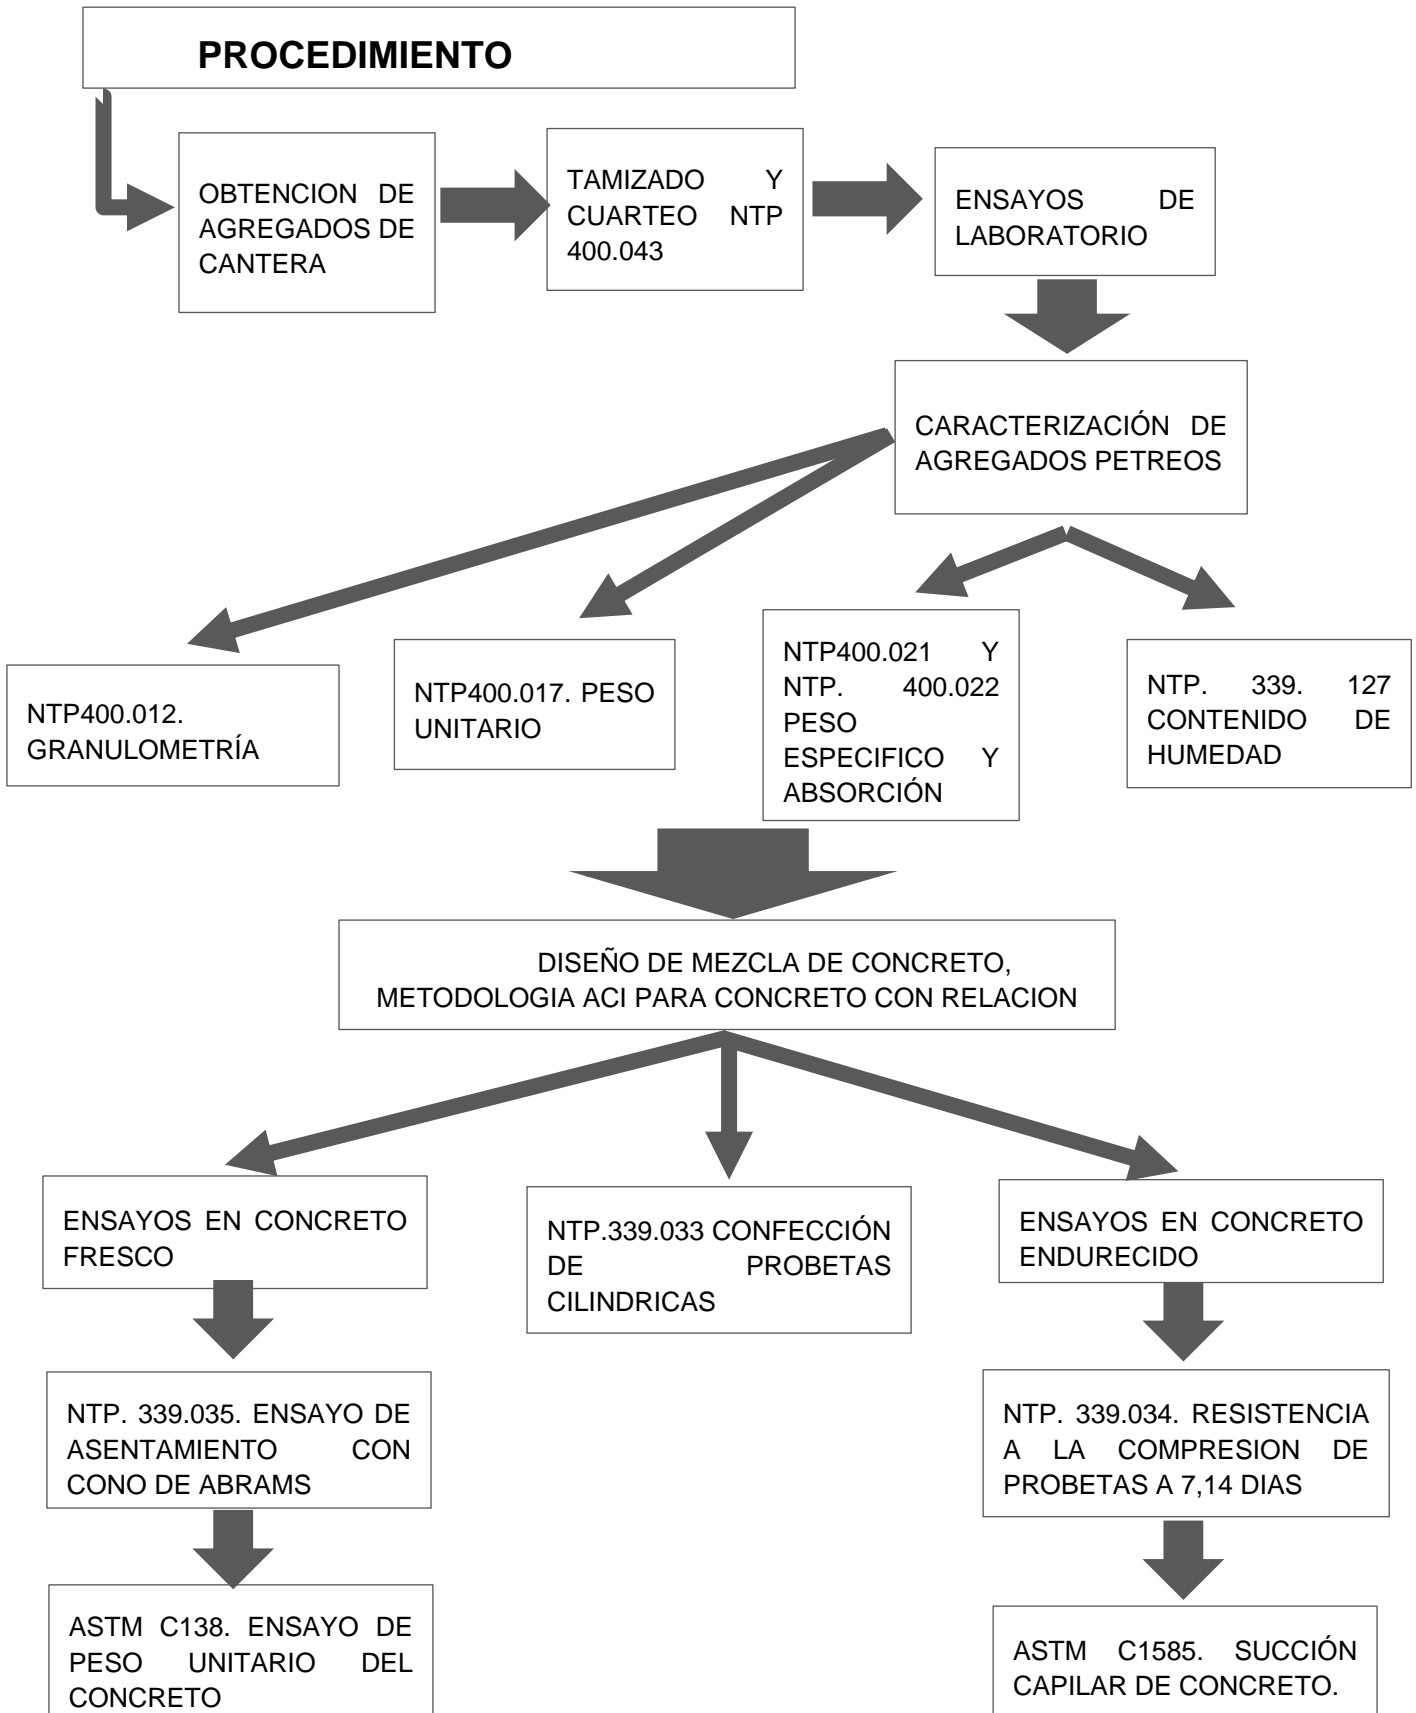 PROCEDIMIENTO
OBTENCION DE
AGREGADOS DE
CANTERA
TAMIZADO Y
CUARTEO NTP
400.043
ENSAYOS DE
LABORATORIO
CARACTERIZACIÓN DE
AGREGADOS PETREOS
NTP400.012.
GRANULOMETRÍA
NTP400.017. PESO
UNITARIO
NTP400.021 Y
NTP. 400.022
PESO
ESPECIFICO Y
ABSORCIÓN
NTP. 339. 127
CONTENIDO DE
HUMEDAD
DISEÑO DE MEZCLA DE CONCRETO,
METODOLOGIA ACI PARA CONCRETO CON RELACION
ENSAYOS EN CONCRETO
FRESCO
NTP.339.033 CONFECCIÓN
DE PROBETAS
CILINDRICAS
ENSAYOS EN CONCRETO
ENDURECIDO
NTP. 339.035. ENSAYO DE
ASENTAMIENTO CON
CONO DE ABRAMS
NTP. 339.034. RESISTENCIA
A LA COMPRESION DE
PROBETAS A 7,14 DIAS
ASTM C138. ENSAYO DE
PESO UNITARIO DEL
CONCRETO
ASTM C1585. SUCCIÓN
CAPILAR DE CONCRETO.